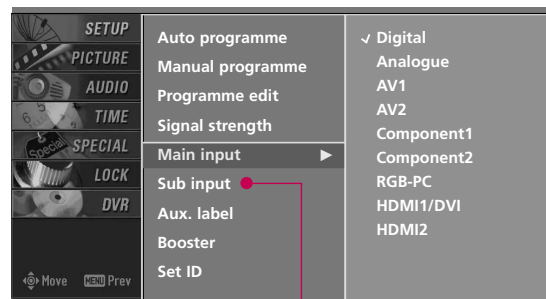 SETUP
PICTURE
AUDIO
TIME
SPECIAL
LOCK
DVR
Move MENU Prev
Auto programme
Manual programme
Programme edit
Signal strength
Main input
Sub input
Aux. label
Booster
Set ID
Digital
Analogue
AV1
AV2
Component1
Component2
RGB-PC
HDMI1/DVI
HDMI2